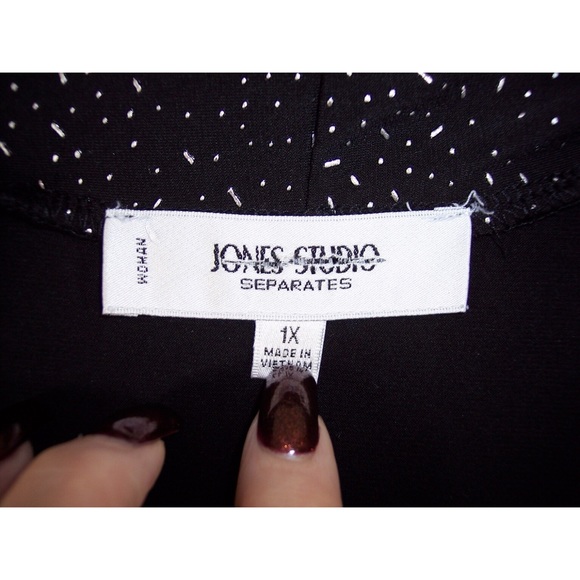 WOMAN
JONES STUDIO
SEPARATES
1X
MADE IN
VIETNAM